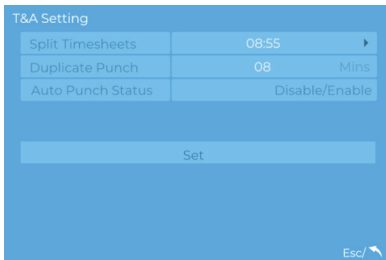 T&A Setting
Split Timesheets 08:55
Duplicate Punch 08 Mins
Auto Punch Status Disable/Enable
Set
Esc/